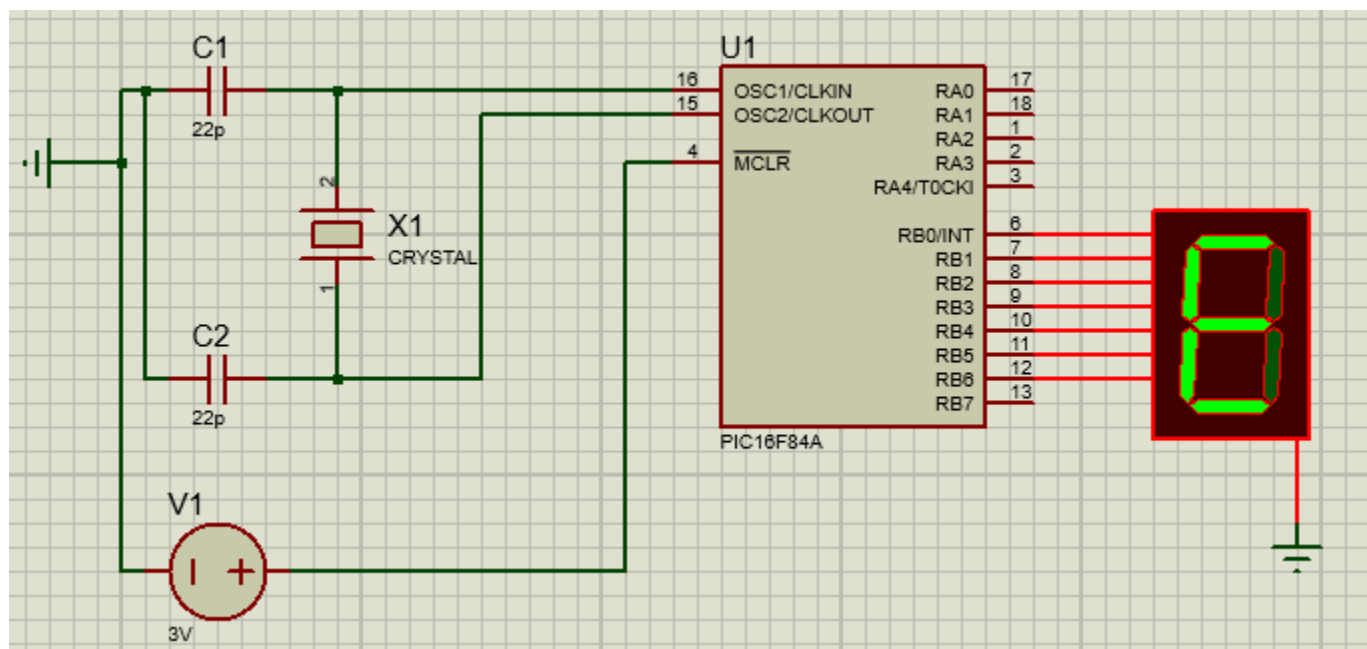 C1
22p
2
X1
CRYSTAL
1
C2
22p
V1
3V
U1
16
OSC1/CLKIN
15
OSC2/CLKOUT
4
MCLR
RA0
17
RA1
18
RA2
1
RA3
2
RA4/T0CKI
3
RB0/INT
6
RB1
7
RB2
8
RB3
9
RB4
10
RB5
11
RB6
12
RB7
13
PIC16F84A